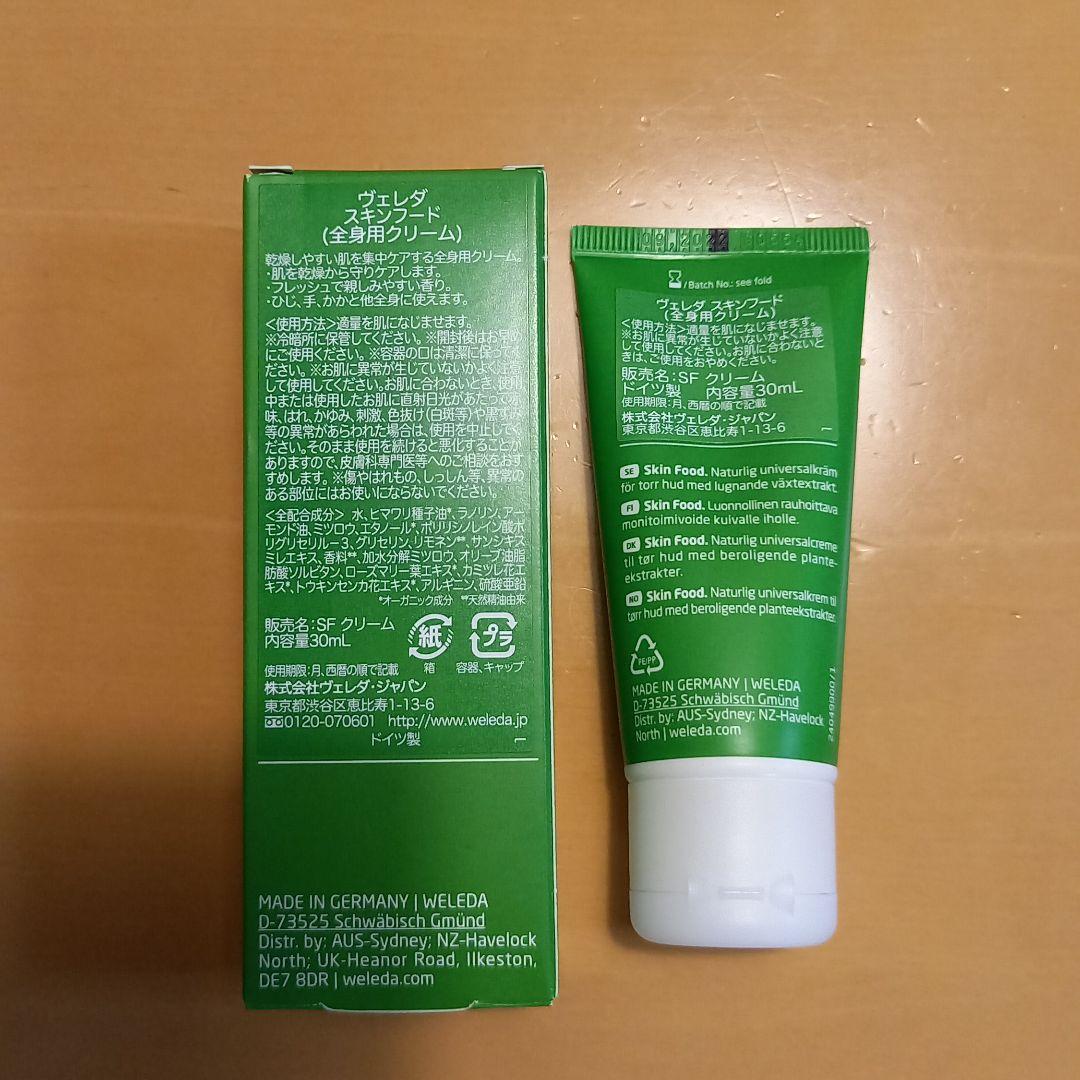 ヴェレダ
スキンフード
(全身用クリーム)
乾燥しやすい肌を集中ケアする全身用クリーム。
・肌を乾燥から守りケアします。
・フレッシュで親しみやすい香り。
・ひじ、手、かかと他全身に使えます。
<使用方法>適量を肌になじませます。
※冷暗所に保管してください。※開封後はお早め
にご使用ください。※容器の口は清潔に保ってく
ださい。※お肌に異常が生じていないかよく注意
して使用してください。お肌に合わないとき、使用
中または使用したお肌に直射日光があたって赤
味、はれ、かゆみ、刺激、色抜け(白斑等)や黒ずみ
等の異常があらわれた場合は、使用を中止してく
ださい。そのまま使用を続けると悪化することが
ありますので、皮膚科専門医等へのご相談をおす
すめします。※傷やはれもの、しっしん等、異常の
ある部位にはお使いにならないでください。
<全配合成分> 水、ヒマワリ種子油*、ラノリン、アー
モンド油、ミツロウ、エタノール*、ポリリシノレイン酸ポ
リグリセリル-3、グリセリン、リモネン**、サンシキス
ミレエキス、香料**、加水分解ミツロウ、オリーブ油脂
肪酸ソルビタン、ローズマリー葉エキス*、カミツレ花エ
キス*、トウキンセンカ花エキス*、アルギニン、硫酸亜鉛
*オーガニック成分 **天然精油由来
販売名:SF クリーム
内容量30mL
紙
プラ
使用期限:月、西暦の順で記載
箱
容器、キャップ
株式会社ヴェレダ・ジャパン
東京都渋谷区恵比寿1-13-6
0120-070601 http://www.weleda.jp
ドイツ製
MADE IN GERMANY | WELEDA
D-73525 Schwäbisch Gmünd
Distr. by; AUS-Sydney; NZ-Havelock
North; UK-Heanor Road, Ilkeston,
DE7 8DR | weleda.com
09.2022
/Batch No.: see fold
ヴェレダ スキンフード
(全身用クリーム)
<使用方法>適量を肌になじませます。
※お肌に異常が生じていないかよく注意
して使用してください。お肌に合わないと
きは、ご使用をおやめください。
販売名:SF クリーム
ドイツ製 内容量30mL
使用期限:月、西暦の順で記載
株式会社ヴェレダ・ジャパン
東京都渋谷区恵比寿1-13-6
SE Skin Food. Naturlig universalkräm
för torr hud med lugnande växtextrakt.
FI Skin Food. Luonnollinen rauhoittava
monitoimivoide kuivalle iholle.
DK Skin Food. Naturlig universalcreme
til tør hud med beroligende plante-
ekstrakter.
NO Skin Food. Naturlig universalkrem til
tørr hud med beroligende planteekstrakter.
PE/PP
MADE IN GERMANY | WELEDA
D-73525 Schwäbisch Gmünd
Distr. by; AUS-Sydney; NZ-Havelock
North | weleda.com